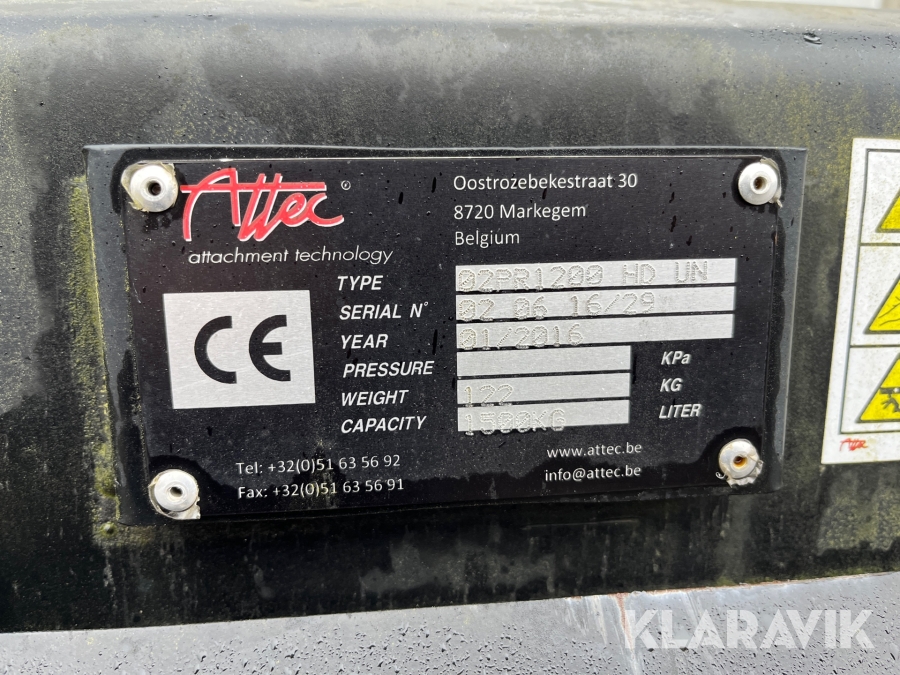 Attec ®
attachment technology
Oostrozebekestraat 30
8720 Markegem
Belgium
TYPE 02PR1200 HD UN
SERIAL N° 02 06 16/29
YEAR 01/2016
PRESSURE KPa
WEIGHT 122 KG
CAPACITY 1500KG LITER
CE
Tel: +32(0)51 63 56 92
Fax: +32(0)51 63 56 91
www.attec.be
info@attec.be
Attec
KLARAVIK